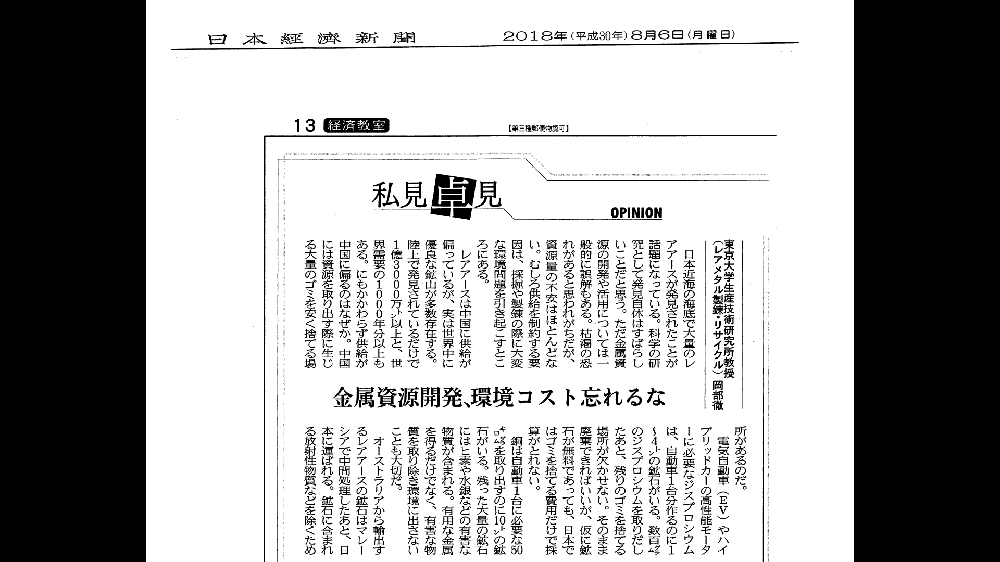 日本経済新聞
2018年(平成30年)8月6日(月曜日)
13 経済教室
【第三種郵便物認可】
私見卓見
OPINION
東京大学生産技術研究所教授
(レアメタル製錬・リサイクル) 岡部徹
日本近海の海底で大量のレ
アアースが発見されたことが
話題になっている。科学の研
究として発見自体はすばらし
いことだと思う。ただ金属資
源の開発や活用については一
般的に誤解もある。枯渇の恐
れがあると思われがちだが、
資源量の不安はほとんどな
い。むしろ供給を制約する要
因は、採掘や製錬の際に大変
な環境問題を引き起こすとこ
ろにある。
レアアースは中国に供給が
偏っているが、実は世界中に
優良な鉱山が多数存在する。
陸上で発見されているだけで
1億3000万㌧以上と、世
界需要の1000年分以上も
ある。にもかかわらず供給が
中国に偏るのはなぜか。中国
には資源を取り出す際に生じ
る大量のゴミを安く捨てる場
金属資源開発、環境コスト忘れるな
所があるのだ。
電気自動車(EV)やハイ
ブリッドカーの高性能モータ
ーに必要なジスプロシウム
は、自動車1台分作るのに1
〜4㌧の鉱石がいる。数百㌘
のジスプロシウムを取りだし
たあと、残りのゴミを捨てる
場所が欠かせない。そのまま
廃棄できればいいが、仮に鉱
石が無料であっても、日本で
はゴミを捨てる費用だけで採
算がとれない。
銅は自動車1台に必要な50
㌕を取り出すのに10㌧の鉱
石がいる。残った大量の鉱石
にはヒ素や水銀などの有害な
物質が含まれる。有用な金属
を得るだけでなく、有害な物
質を取り除き環境に出さない
ことも大切だ。
オーストラリアから輸出す
るレアアースの鉱石はマレー
シアで中間処理したあと、日
本に運ばれる。鉱石に含まれ
る放射性物質などを除くため